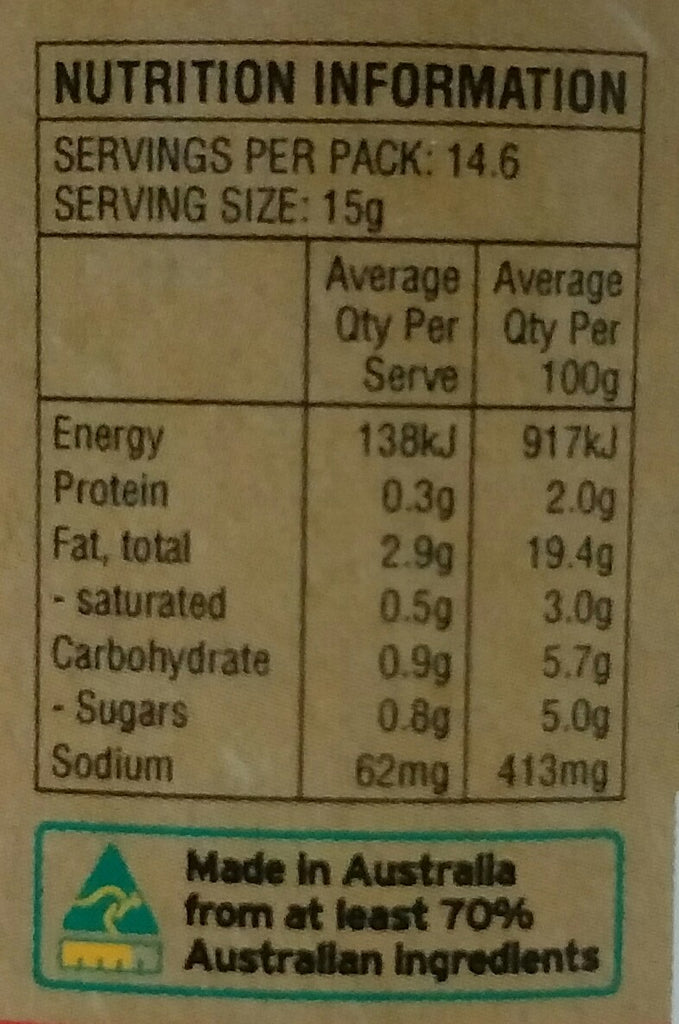 NUTRITION INFORMATION
SERVINGS PER PACK: 14.6
SERVING SIZE: 15g
Average Qty Per Serve Average Qty Per 100g
Energy 138kJ 917kJ
Protein 0.3g 2.0g
Fat, total 2.9g 19.4g
- saturated 0.5g 3.0g
Carbohydrate 0.9g 5.7g
- Sugars 0.8g 5.0g
Sodium 62mg 413mg
Made in Australia
from at least 70%
Australian ingredients